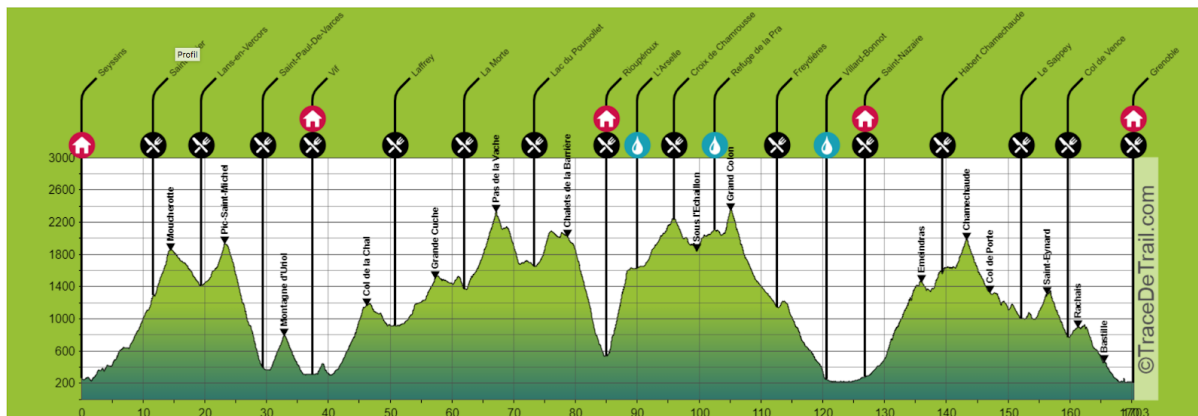 Seyssins
Profil
Lans-en-Vercors
Saint-Paul-De-Varces
Vif
Laffrey
La Morte
Lac du Poursollet
Rioupéroux
L'Arselle
Croix de Chamrousse
Refuge de la Pra
Freydières
Villard-Bonnot
Saint-Nazaire
Habert Chamechaude
Le Sappey
Col de Vence
Grenoble
3000
2600
2200
1800
1400
1000
600
200
Moucherotte
Pic-Saint-Michel
Montagne d'Uriol
Col de la Chal
Grande Cuche
Pas de la Vache
Chalets de la Barrière
Sous l'Echaillon
Grand Colon
Emeindras
Chamechaude
Col de Porte
Saint-Eynard
Rachais
Bastille
©TraceDeTrail.com
0
10
20
30
40
50
60
70
80
90
100
110
120
130
140
150
160